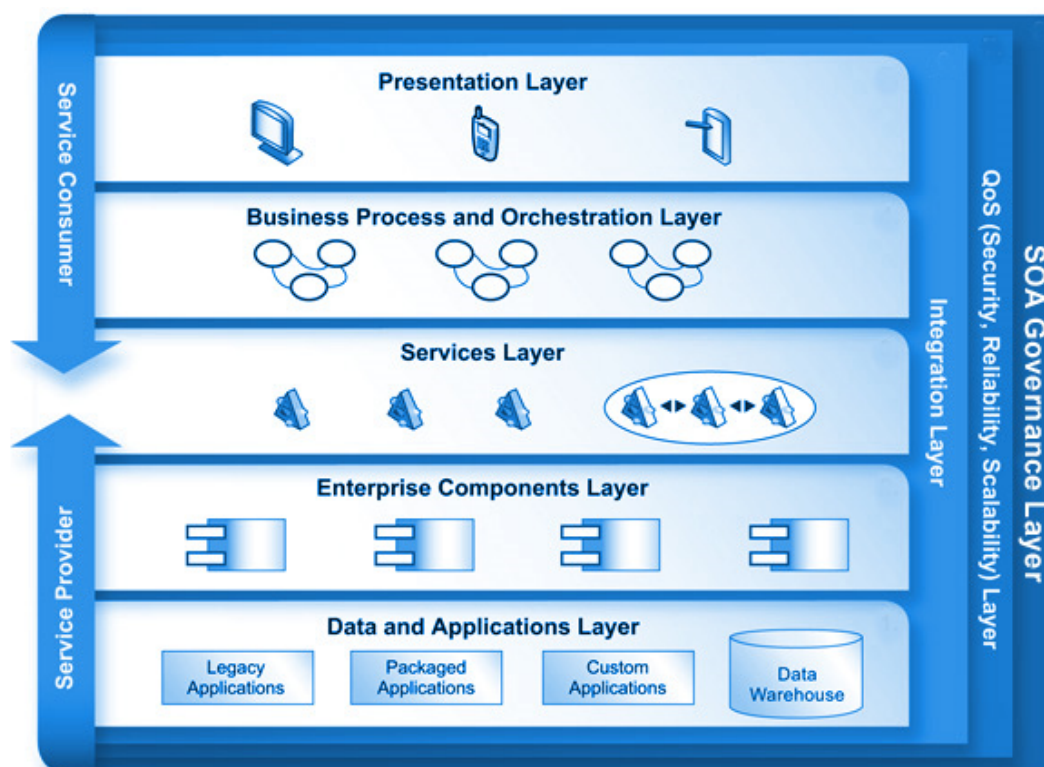 Service Consumer
Presentation Layer
Business Process and Orchestration Layer
Services Layer
Service Provider
Enterprise Components Layer
Data and Applications Layer
Legacy
Applications
Packaged
Applications
Custom
Applications
Data
Warehouse
Integration Layer
QoS (Security, Reliability, Scalability) Layer
SOA Governance Layer